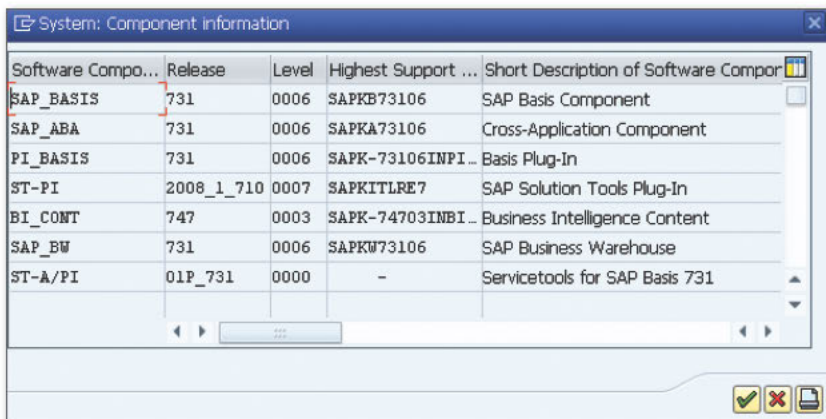 System: Component information
Software Compo... Release Level Highest Support ... Short Description of Software Compor
SAP_BASIS 731 0006 SAPKB73106 SAP Basis Component
SAP_ABA 731 0006 SAPKA73106 Cross-Application Component
PI_BASIS 731 0006 SAPK-73106INPI... Basis Plug-In
ST-PI 2008_1_710 0007 SAPKITLRE7 SAP Solution Tools Plug-In
BI_CONT 747 0003 SAPK-74703INBI... Business Intelligence Content
SAP_BW 731 0006 SAPKW73106 SAP Business Warehouse
ST-A/PI 01P_731 0000 - Servicetools for SAP Basis 731